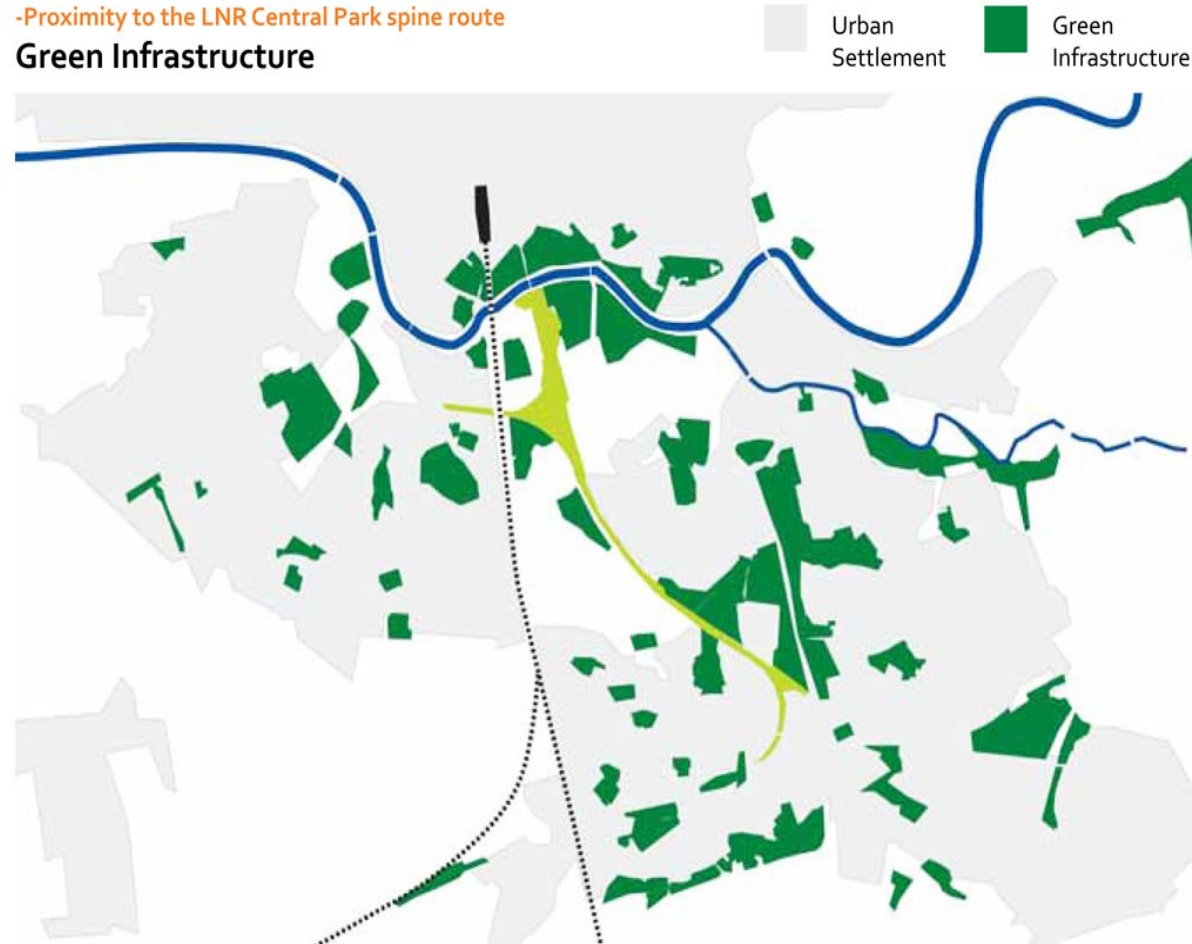 -Proximity to the LNR Central Park spine route
Green Infrastructure
Urban
Settlement
Green
Infrastructure